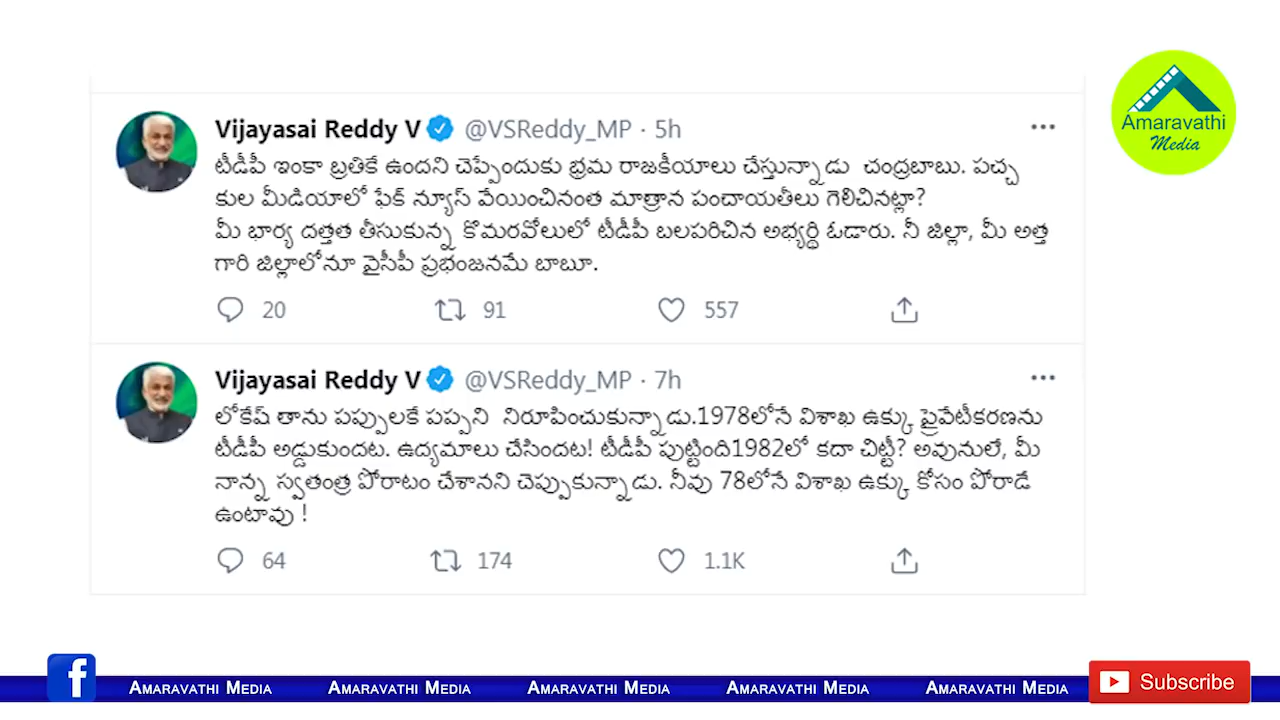 Vijayasai Reddy V @VSReddy_MP · 5h
టీడీపీ ఇంకా బ్రతికే ఉందని చెప్పేందుకు భ్రమ రాజకీయాలు చేస్తున్నాడు చంద్రబాబు. పచ్చ
కుల మీడియాలో ఫేక్ న్యూస్ వేయించినంత మాత్రాన పంచాయతీలు గెలిచినట్లా?
మీ భార్య దత్తత తీసుకున్న కొమరవోలులో టీడీపీ బలపరిచిన అభ్యర్థి ఓడారు. నీ జిల్లా, మీ అత్త
గారి జిల్లాలోనూ వైసీపీ ప్రభంజనమే బాబూ.
20 91 557
Vijayasai Reddy V @VSReddy_MP · 7h
లోకేష్ తాను పప్పులకే పప్పని నిరూపించుకున్నాడు.1978లోనే విశాఖ ఉక్కు ప్రైవేటీకరణను
టీడీపీ అడ్డుకుందట. ఉద్యమాలు చేసిందట! టీడీపీ పుట్టింది1982లో కదా చిట్టీ? అవునులే, మీ
నాన్న స్వతంత్ర పోరాటం చేశానని చెప్పుకున్నాడు. నీవు 78లోనే విశాఖ ఉక్కు కోసం పోరాడే
ఉంటావు !
64 174 1.1K
Amaravathi
Media
f Amaravathi Media Amaravathi Media Amaravathi Media Amaravathi Media Amaravathi Media Subscribe